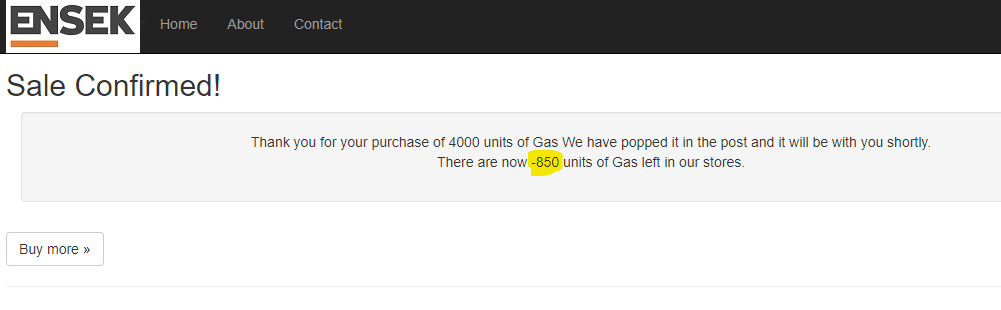 ENSEK
Home About Contact
Sale Confirmed!
Thank you for your purchase of 4000 units of Gas We have popped it in the post and it will be with you shortly.
There are now -850 units of Gas left in our stores.
Buy more »